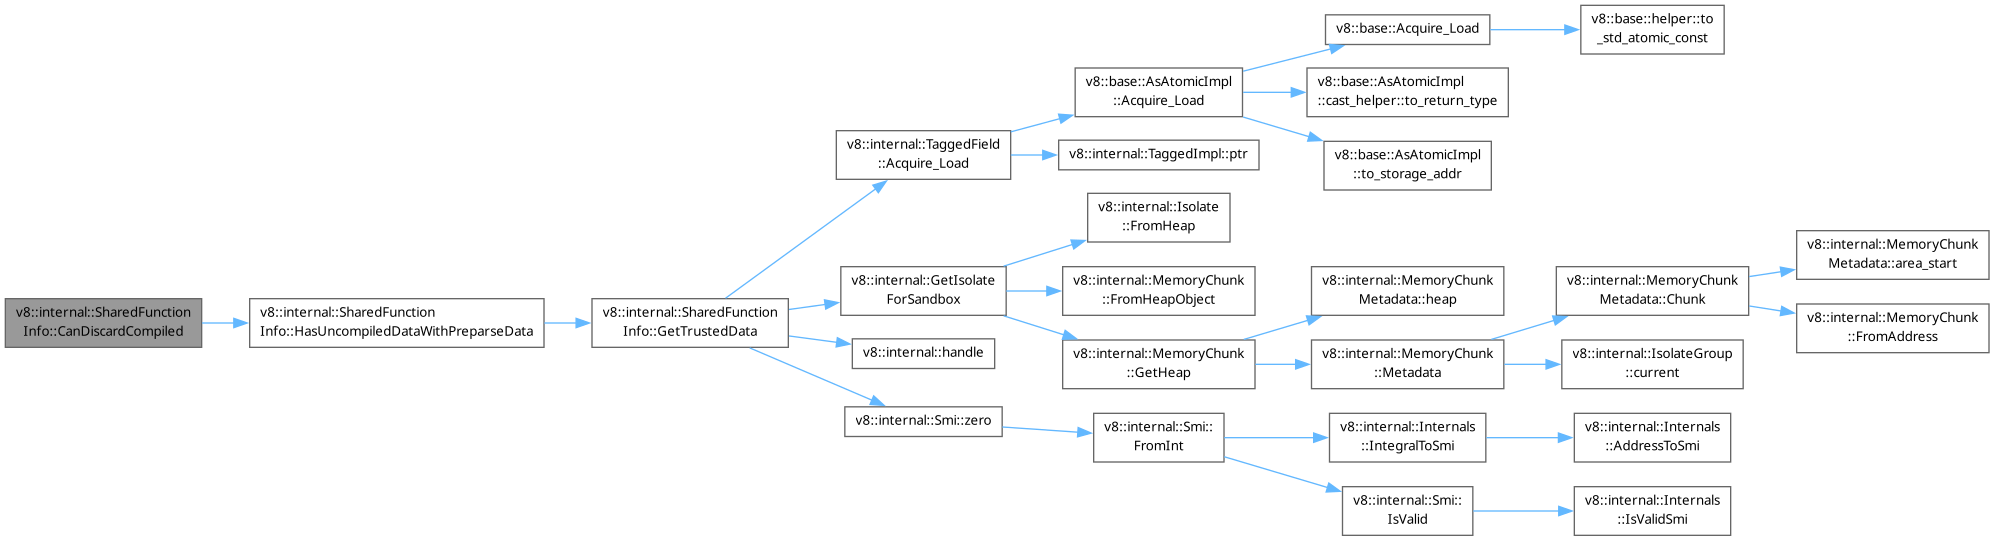 v8::internal::SharedFunction
Info::CanDiscardCompiled
v8::internal::SharedFunction
Info::HasUncompiledDataWithPreparseData
v8::internal::SharedFunction
Info::GetTrustedData
v8::internal::TaggedField
::Acquire_Load
v8::base::AsAtomicImpl
::Acquire_Load
v8::base::Acquire_Load
v8::base::helper::to
_std_atomic_const
v8::base::AsAtomicImpl
::cast_helper::to_return_type
v8::base::AsAtomicImpl
::to_storage_addr
v8::internal::TaggedImpl::ptr
v8::internal::GetIsolate
ForSandbox
v8::internal::Isolate
::FromHeap
v8::internal::MemoryChunk
::FromHeapObject
v8::internal::MemoryChunk
::GetHeap
v8::internal::MemoryChunk
Metadata::heap
v8::internal::MemoryChunk
::Metadata
v8::internal::MemoryChunk
Metadata::Chunk
v8::internal::MemoryChunk
Metadata::area_start
v8::internal::MemoryChunk
::FromAddress
v8::internal::IsolateGroup
::current
v8::internal::handle
v8::internal::Smi::zero
v8::internal::Smi::
FromInt
v8::internal::Internals
::IntegralToSmi
v8::internal::Internals
::AddressToSmi
v8::internal::Smi::
IsValid
v8::internal::Internals
::IsValidSmi